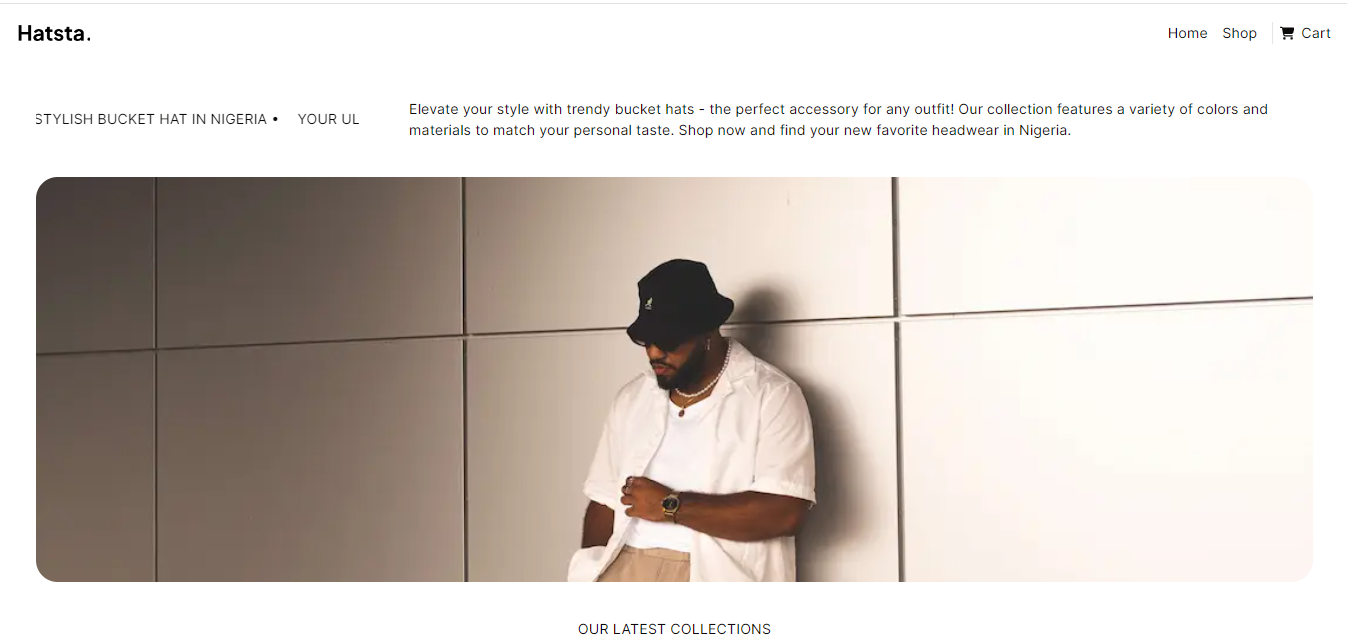 Hatsta.
Home Shop Cart
STYLISH BUCKET HAT IN NIGERIA • YOUR UL
Elevate your style with trendy bucket hats - the perfect accessory for any outfit! Our collection features a variety of colors and
materials to match your personal taste. Shop now and find your new favorite headwear in Nigeria.
OUR LATEST COLLECTIONS